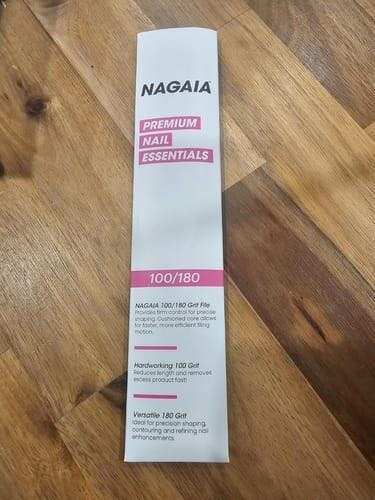 NAGAIA
PREMIUM
NAIL
ESSENTIALS
100/180
NAGAIA 100/180 Grit File
Provides firm control for precise
shaping. Cushioned core allows
for faster, more efficient filing
motion.
Hardworking 100 Grit
Reduces length and removes
excess product fast!
Versatile 180 Grit
Ideal for precision shaping,
contouring and refining nail
enhancements.